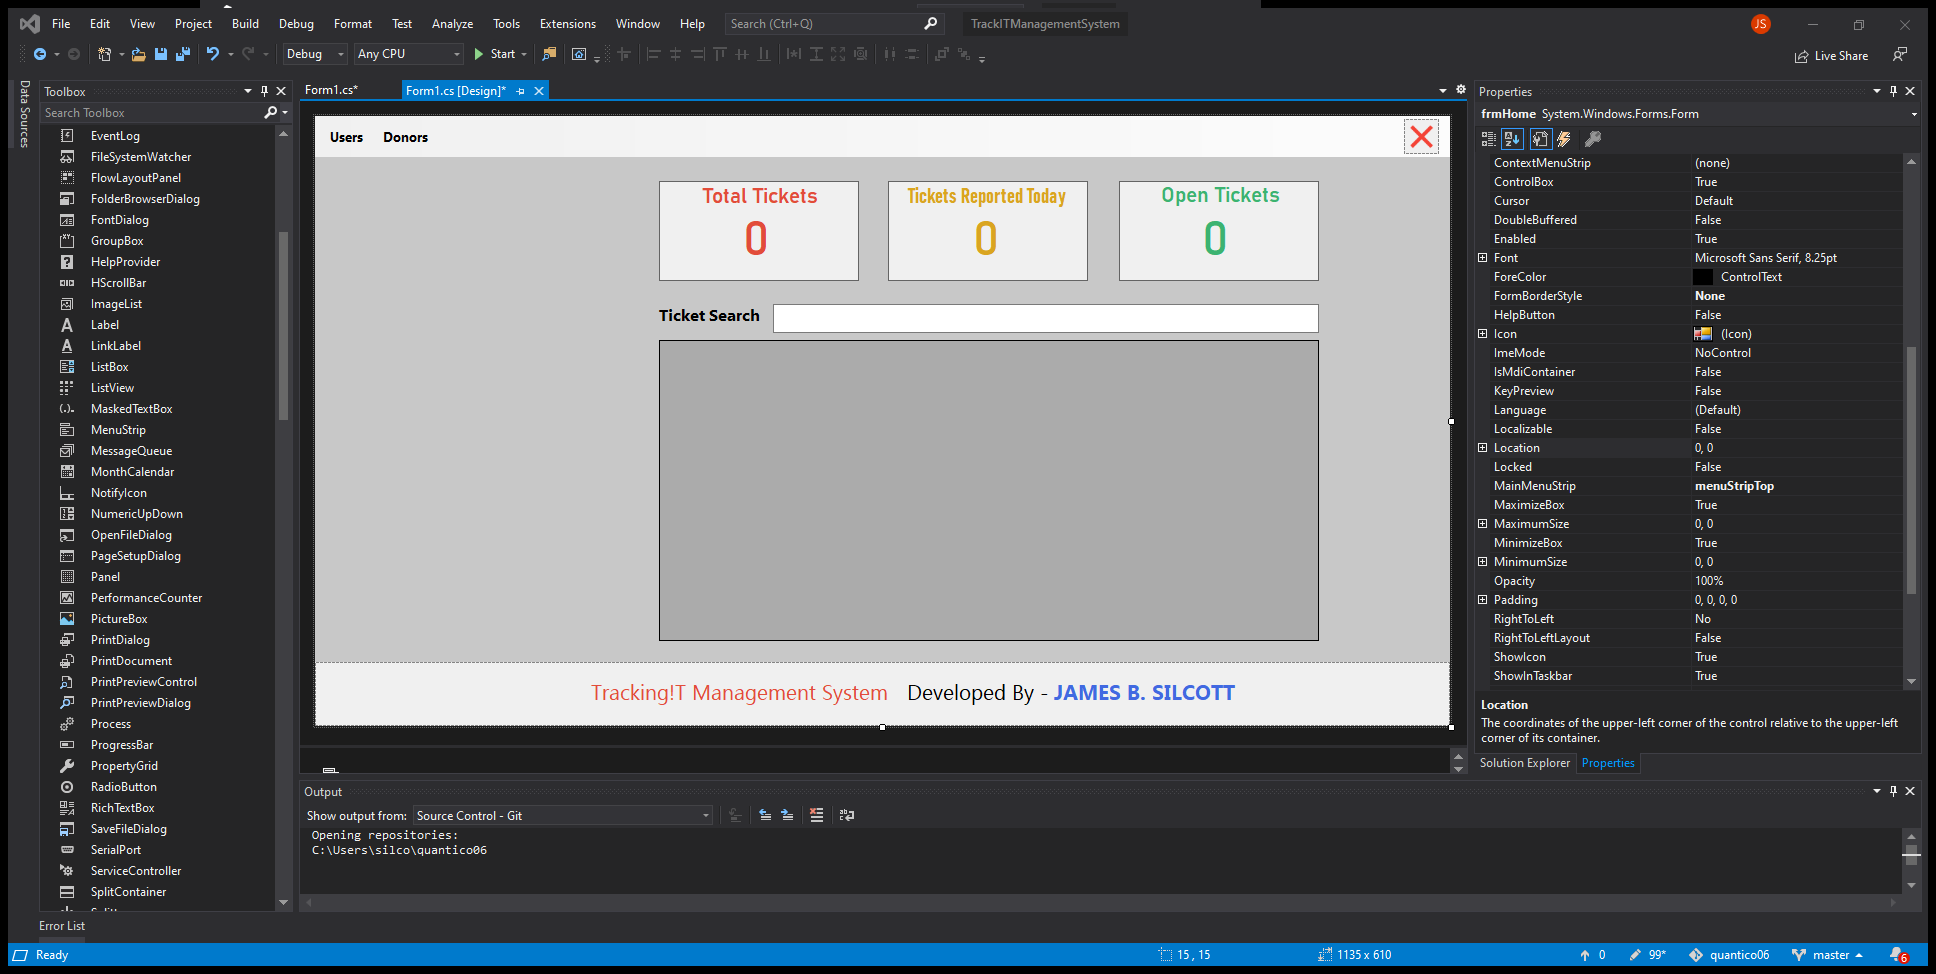 File Edit View Project Build Debug Format Test Analyze Tools Extensions Window Help Search (Ctrl+Q) TrackITManagementSystem JS
Debug Any CPU Start Live Share
Data Sources
Toolbox
Search Toolbox
EventLog
FileSystemWatcher
FlowLayoutPanel
FolderBrowserDialog
FontDialog
GroupBox
HelpProvider
HScrollBar
ImageList
Label
LinkLabel
ListBox
ListView
MaskedTextBox
MenuStrip
MessageQueue
MonthCalendar
NotifyIcon
NumericUpDown
OpenFileDialog
PageSetupDialog
Panel
PerformanceCounter
PictureBox
PrintDialog
PrintDocument
PrintPreviewControl
PrintPreviewDialog
Process
ProgressBar
PropertyGrid
RadioButton
RichTextBox
SaveFileDialog
SerialPort
ServiceController
SplitContainer
Form1.cs* Form1.cs [Design]*
Users Donors
Total Tickets
0
Tickets Reported Today
0
Open Tickets
0
Ticket Search
Tracking!T Management System Developed By - JAMES B. SILCOTT
Output
Show output from: Source Control - Git
Opening repositories:
C:\Users\silco\quantico06
Properties
frmHome System.Windows.Forms.Form
ContextMenuStrip (none)
ControlBox True
Cursor Default
DoubleBuffered False
Enabled True
Font Microsoft Sans Serif, 8.25pt
ForeColor ControlText
FormBorderStyle None
HelpButton False
Icon (Icon)
ImeMode NoControl
IsMdiContainer False
KeyPreview False
Language (Default)
Localizable False
Location 0, 0
Locked False
MainMenuStrip menuStripTop
MaximizeBox True
MaximumSize 0, 0
MinimizeBox True
MinimumSize 0, 0
Opacity 100%
Padding 0, 0, 0, 0
RightToLeft No
RightToLeftLayout False
ShowIcon True
ShowInTaskbar True
Location
The coordinates of the upper-left corner of the control relative to the upper-left
corner of its container.
Solution Explorer Properties
Error List
Ready 15 , 15 1135 x 610 0 99* quantico06 master 6